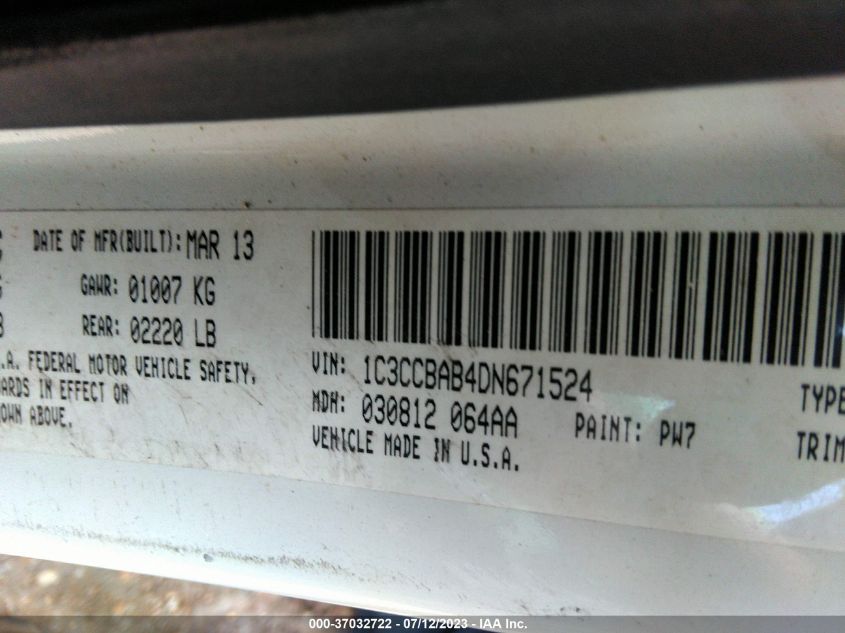 DATE OF MFR(BUILT): MAR 13
GAWR: 01007 KG
REAR: 02220 LB
.A. FEDERAL MOTOR VEHICLE SAFETY,
ARDS IN EFFECT ON
OWN ABOVE.
VIN: 1C3CCBAB4DN671524
MDH: 030812 064AA
PAINT: PW7
VEHICLE MADE IN U.S.A.
TYPE
TRIM
000-37032722 - 07/12/2023 - IAA Inc.